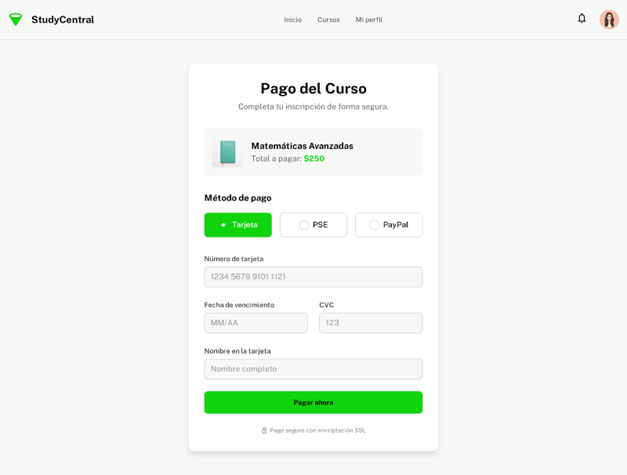 StudyCentral
Inicio Cursos Mi perfil
Pago del Curso
Completa tu inscripción de forma segura.
Matemáticas Avanzadas
Total a pagar: $250
Método de pago
Tarjeta PSE PayPal
Número de tarjeta
1234 5678 9101 1121
Fecha de vencimiento CVC
MM/AA 123
Nombre en la tarjeta
Nombre completo
Pagar ahora
Pago seguro con encriptación SSL